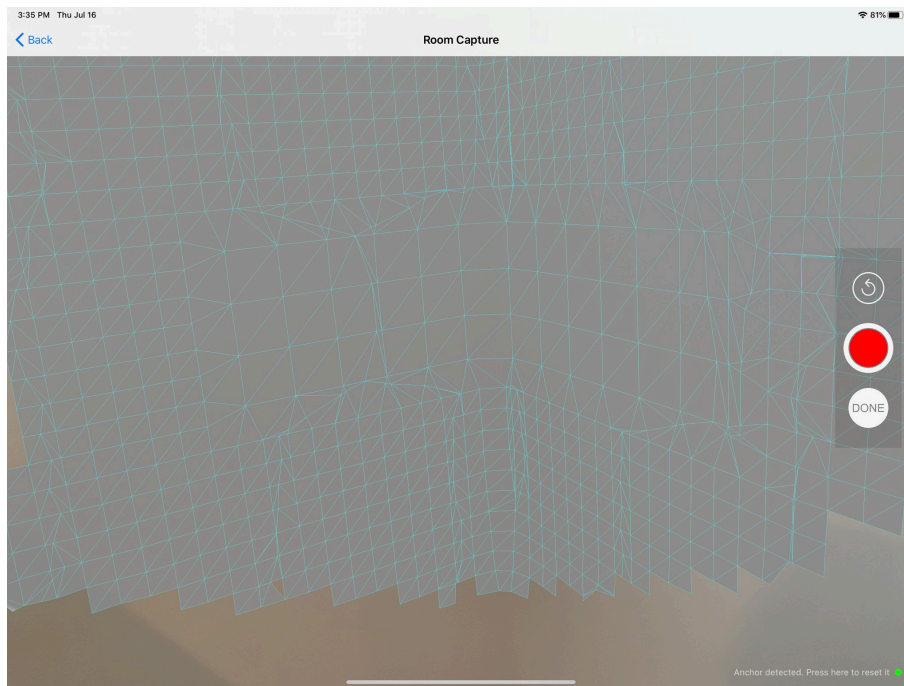 3:35 PM Thu Jul 16
81%
Back
Room Capture
DONE
Anchor detected. Press here to reset it